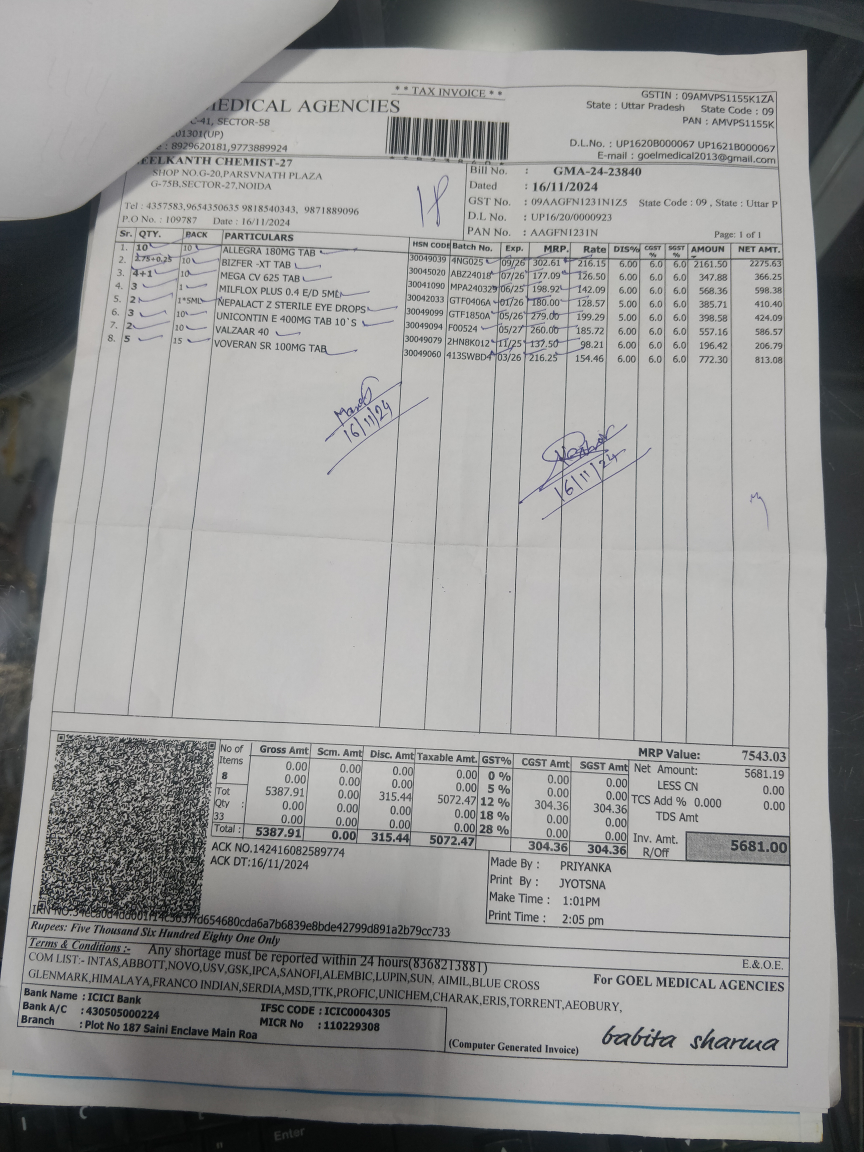 * * TAX INVOICE * *
GSTIN : 09AMVPS1155K1ZA
State : Uttar Pradesh State Code : 09
PAN : AMVPS1155K
MEDICAL AGENCIES
C-41, SECTOR-58
201301(UP)
: 8929620181,9773889924
D.L.No. : UP1620B000067 UP1621B000067
E-mail : goelmedical2013@gmail.com
EELKANTH CHEMIST-27
SHOP NO.G-20,PARSVNATH PLAZA
G-75B,SECTOR-27,NOIDA
Tel : 4357583,9654350635 9818540343, 9871889096
P.O No. : 109787 Date : 16/11/2024
18
Bill No. : GMA-24-23840
Dated : 16/11/2024
GST No. : 09AAGFN1231N1Z5 State Code : 09 , State : Uttar P
D.L. No. : UP16/20/0000923
PAN No. : AAGFN1231N
Page: 1 of 1
Sr. QTY. BACK PARTICULARS HSN CODE Batch No. Exp. MRP. Rate DIS% CGST % SGST % AMOUN NET AMT.
1. 10 10 ALLEGRA 180MG TAB 30049039 4NG025 09/26 302.61 216.15 6.00 6.0 6.0 2161.50 2275.63
2. 2.75+0.25 10 BIZFER -XT TAB 30045020 ABZ24018 07/26 177.09 126.50 6.00 6.0 6.0 347.88 366.25
3. 4+1 10 MEGA CV 625 TAB 30041090 MPA240329 06/25 198.92 142.09 6.00 6.0 6.0 568.36 598.38
4. 3 1 MILFLOX PLUS 0.4 E/D 5ML 30042033 GTF0406A 01/26 180.00 128.57 5.00 6.0 6.0 385.71 410.40
5. 2 1*5ML NEPALACT Z STERILE EYE DROPS 30049099 GTF1850A 05/26 279.00 199.29 5.00 6.0 6.0 398.58 424.09
6. 3 10 UNICONTIN E 400MG TAB 10`S 30049094 F00524 05/27 260.00 185.72 6.00 6.0 6.0 557.16 586.57
7. 2 10 VALZAAR 40 30049079 2HN8K012 11/25 137.50 98.21 6.00 6.0 6.0 196.42 206.79
8. 5 15 VOVERAN SR 100MG TAB 30049060 413SWBD4 03/26 216.25 154.46 6.00 6.0 6.0 772.30 813.08
16/11/24
16/11/24
No of Items 8
Tot Qty : 33
Gross Amt Scm. Amt Disc. Amt Taxable Amt. GST% CGST Amt SGST Amt
0.00 0.00 0.00 0.00 0 % 0.00 0.00
0.00 0.00 0.00 0.00 5 % 0.00 0.00
5387.91 0.00 315.44 5072.47 12 % 304.36 304.36
0.00 0.00 0.00 0.00 18 % 0.00 0.00
0.00 0.00 0.00 0.00 28 % 0.00 0.00
Total : 5387.91 0.00 315.44 5072.47 304.36 304.36
MRP Value: 7543.03
Net Amount: 5681.19
LESS CN 0.00
TCS Add % 0.000 0.00
TDS Amt
Inv. Amt. R/Off 5681.00
ACK NO.142416082589774
ACK DT:16/11/2024
Made By : PRIYANKA
Print By : JYOTSNA
Make Time : 1:01PM
Print Time : 2:05 pm
Rupees: Five Thousand Six Hundred Eighty One Only
Terms & Conditions :- Any shortage must be reported within 24 hours(8368213881)
E.&.O.E.
COM LIST:- INTAS,ABBOTT,NOVO,USV,GSK,IPCA,SANOFI,ALEMBIC,LUPIN,SUN, AIMIL,BLUE CROSS
GLENMARK,HIMALAYA,FRANCO INDIAN,SERDIA,MSD,TTK,PROFIC,UNICHEM,CHARAK,ERIS,TORRENT,AEOBURY,
For GOEL MEDICAL AGENCIES
Bank Name : ICICI Bank
Bank A/C : 430505000224 IFSC CODE : ICIC0004305
Branch : Plot No 187 Saini Enclave Main Roa MICR No : 110229308
(Computer Generated Invoice)
babita sharma
Enter